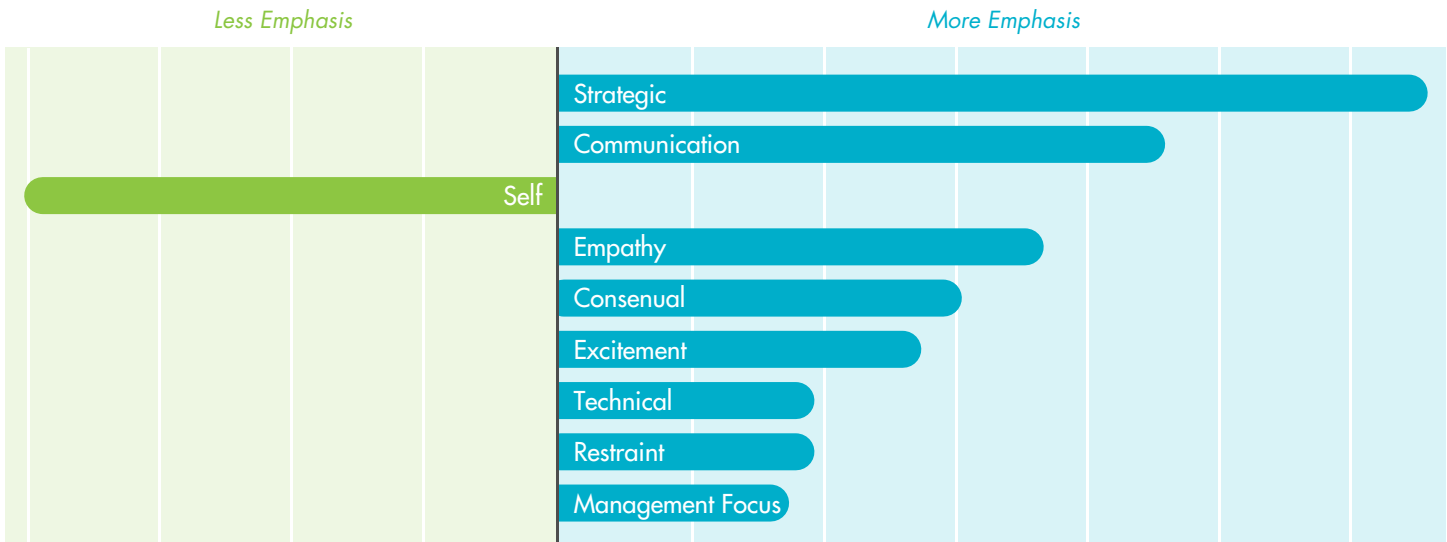 Less Emphasis
More Emphasis
Strategic
Communication
Self
Empathy
Consenual
Excitement
Technical
Restraint
Management Focus